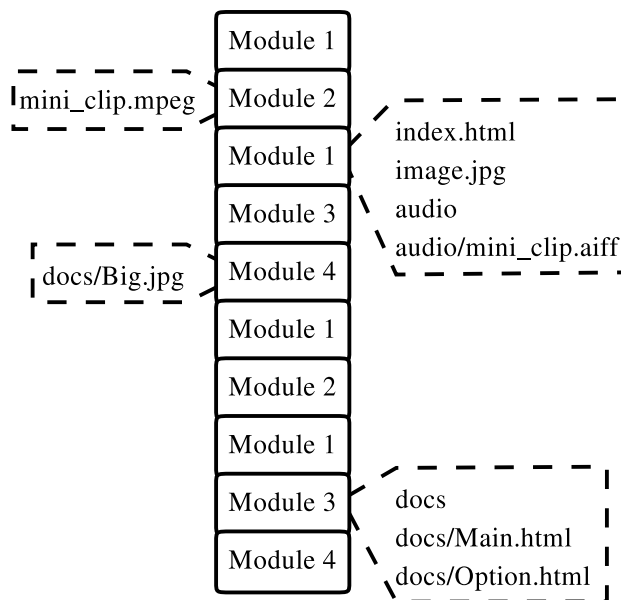 Module 1
Module 2
mini_clip.mpeg
Module 1
index.html
image.jpg
audio
audio/mini_clip.aiff
Module 3
Module 4
docs/Big.jpg
Module 1
Module 2
Module 1
Module 3
docs
docs/Main.html
docs/Option.html
Module 4